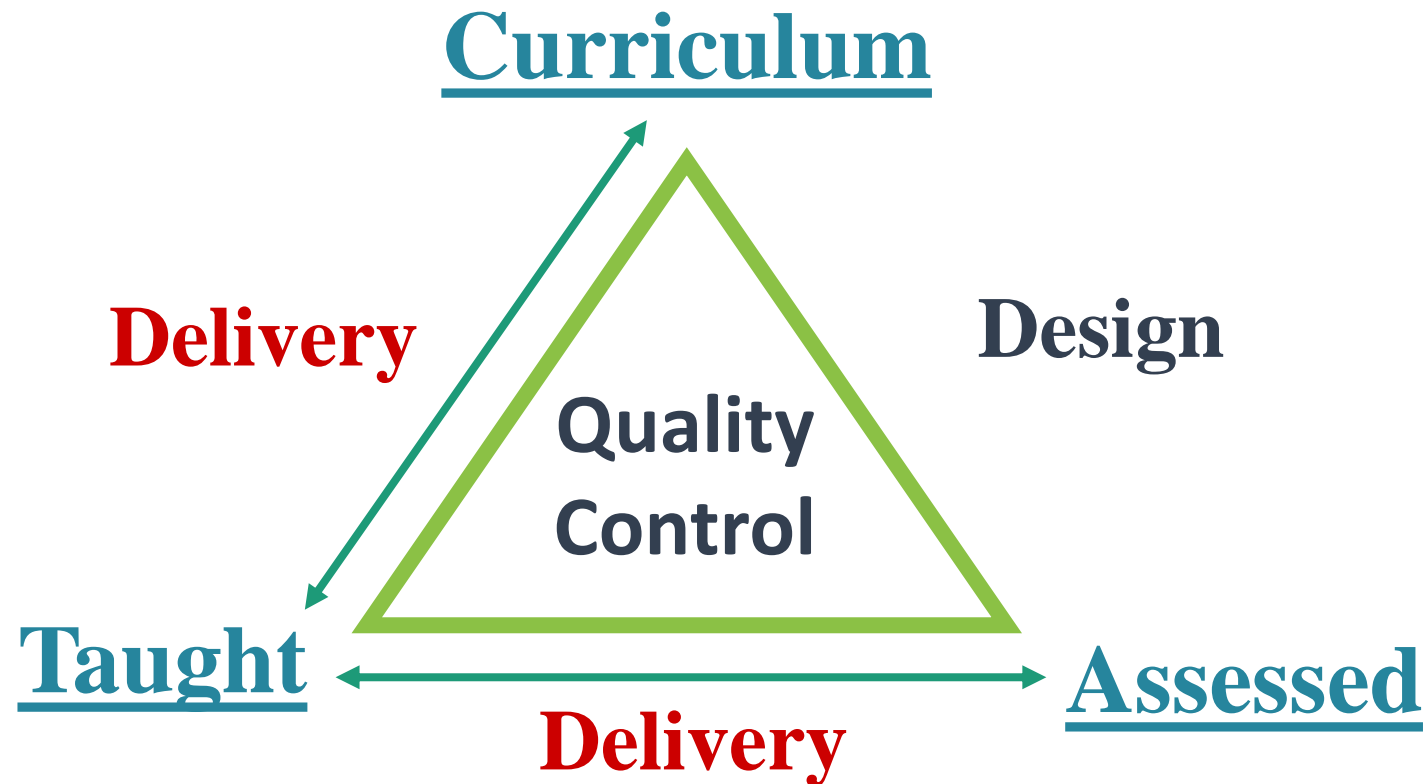 Curriculum
Delivery
Design
Quality
Control
Taught
Assessed
Delivery